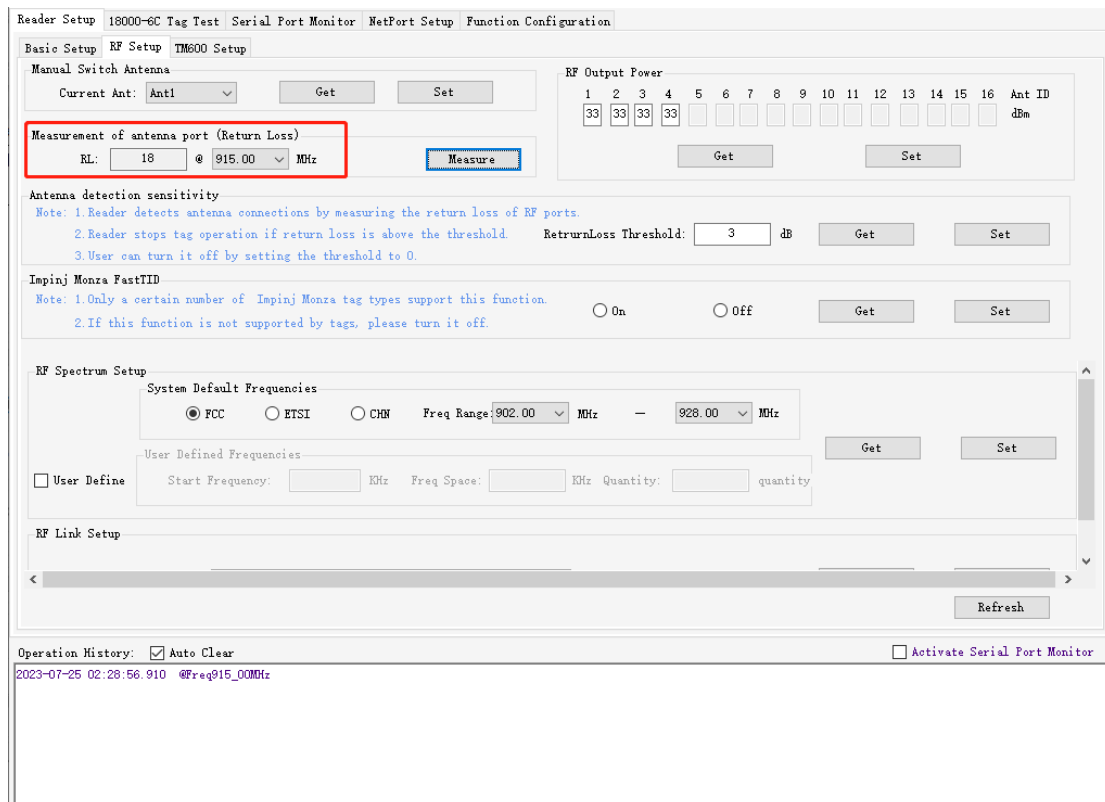 Reader Setup 18000-6C Tag Test Serial Port Monitor NetPort Setup Function Configuration
Basic Setup RF Setup TM600 Setup
Manual Switch Antenna
Current Ant: Ant1 Get Set
RF Output Power
1 2 3 4 5 6 7 8 9 10 11 12 13 14 15 16 Ant ID
33 33 33 33 dBm
Get Set
Measurement of antenna port (Return Loss)
RL: 18 @ 915.00 MHz Measure
Antenna detection sensitivity
Note: 1.Reader detects antenna connections by measuring the return loss of RF ports.
2.Reader stops tag operation if return loss is above the threshold. RetrurnLoss Threshold: 3 dB Get Set
3.User can turn it off by setting the threshold to 0.
Impinj Monza FastTID
Note: 1.Only a certain number of Impinj Monza tag types support this function.
2.If this function is not supported by tags, please turn it off. On Off Get Set
RF Spectrum Setup
System Default Frequencies
FCC ETSI CHN Freq Range: 902.00 MHz — 928.00 MHz
Get Set
User Defined Frequencies
User Define Start Frequency: KHz Freq Space: KHz Quantity: quantity
RF Link Setup
Refresh
Operation History: Auto Clear Activate Serial Port Monitor
2023-07-25 02:28:56.910 @Freq915_00MHz